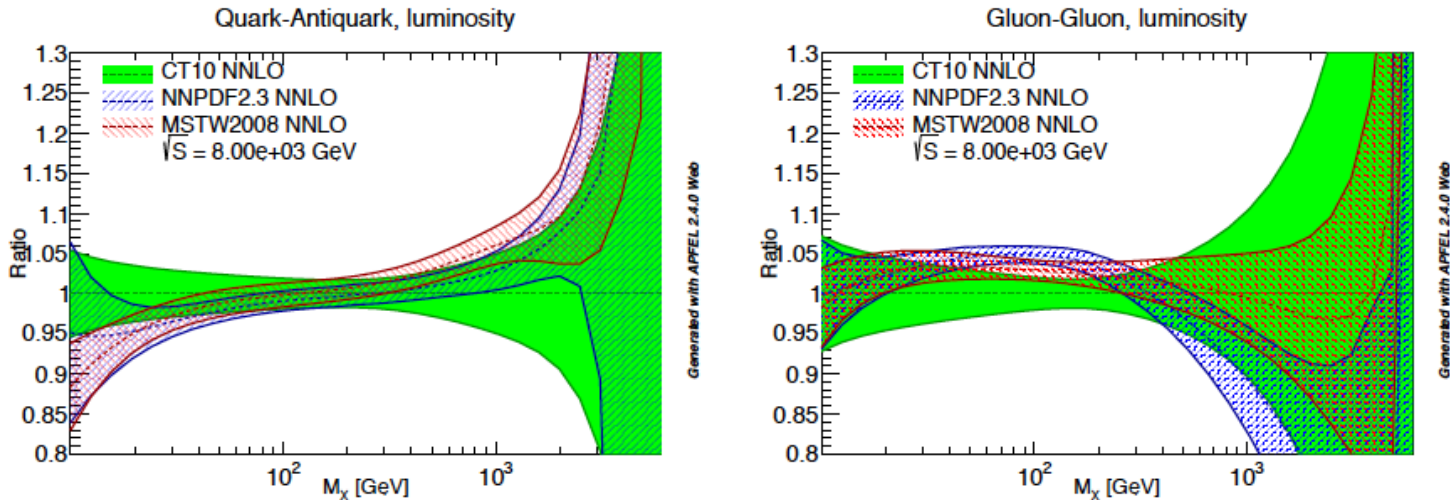 Quark-Antiquark, luminosity
Ratio
1.3
1.25
1.2
1.15
1.1
1.05
1
0.95
0.9
0.85
0.8
CT10 NNLO
NNPDF2.3 NNLO
MSTW2008 NNLO
√S = 8.00e+03 GeV
10²
10³
M_X [GeV]
Generated with APFEL 2.4.0 Web
Gluon-Gluon, luminosity
Ratio
1.3
1.25
1.2
1.15
1.1
1.05
1
0.95
0.9
0.85
0.8
CT10 NNLO
NNPDF2.3 NNLO
MSTW2008 NNLO
√S = 8.00e+03 GeV
10²
10³
M_X [GeV]
Generated with APFEL 2.4.0 Web